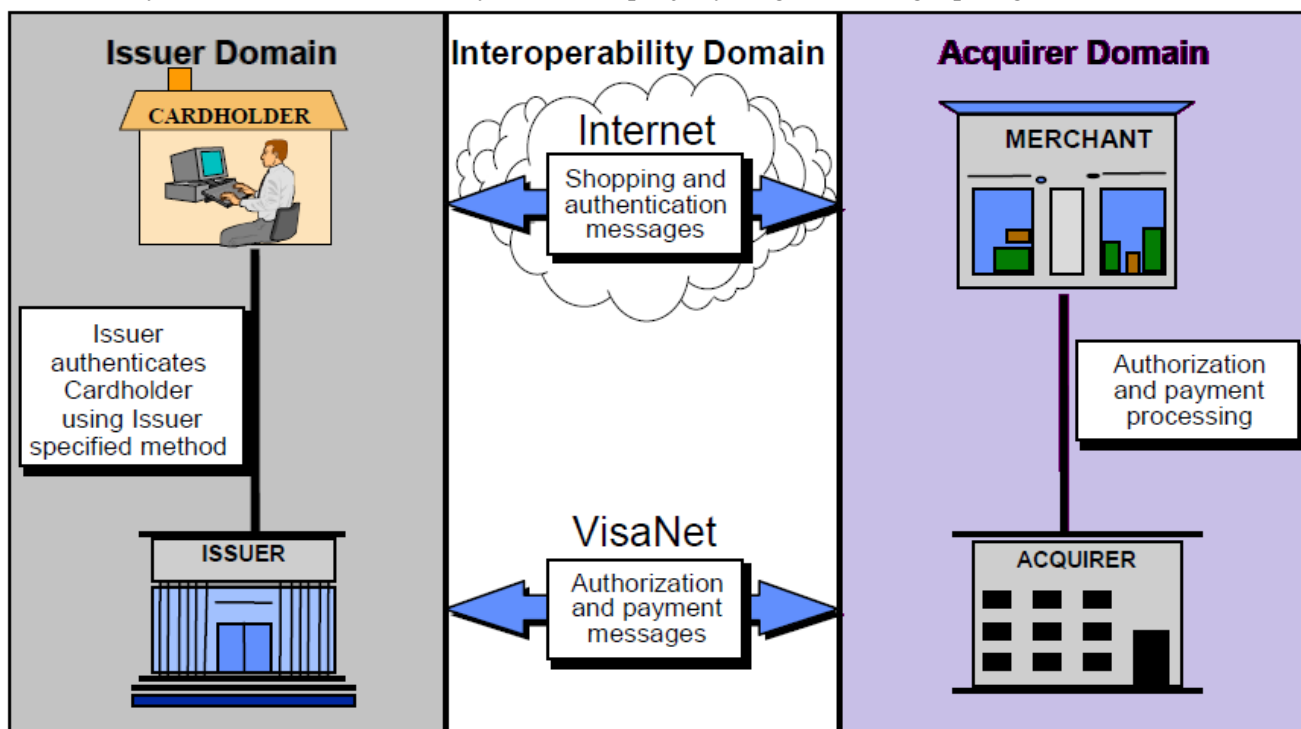 Issuer Domain
Interoperability Domain
Acquirer Domain
CARDHOLDER
Internet
Shopping and
authentication
messages
MERCHANT
Issuer
authenticates
Cardholder
using Issuer
specified method
Authorization
and payment
processing
ISSUER
VisaNet
Authorization
and payment
messages
ACQUIRER